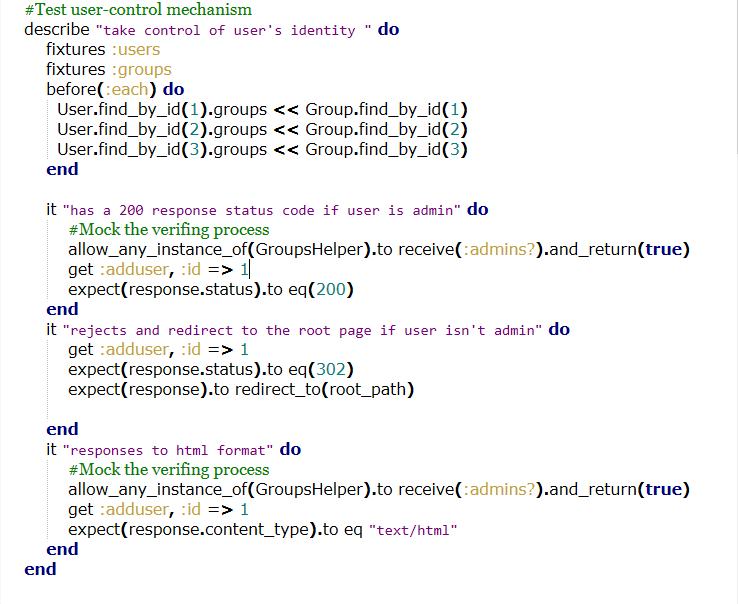 #Test user-control mechanism
describe "take control of user's identity " do
fixtures :users
fixtures :groups
before(:each) do
User.find_by_id(1).groups << Group.find_by_id(1)
User.find_by_id(2).groups << Group.find_by_id(2)
User.find_by_id(3).groups << Group.find_by_id(3)
end
it "has a 200 response status code if user is admin" do
#Mock the verifing process
allow_any_instance_of(GroupsHelper).to receive(:admins?).and_return(true)
get :adduser, :id => 1
expect(response.status).to eq(200)
end
it "rejects and redirect to the root page if user isn't admin" do
get :adduser, :id => 1
expect(response.status).to eq(302)
expect(response).to redirect_to(root_path)
end
it "responses to html format" do
#Mock the verifing process
allow_any_instance_of(GroupsHelper).to receive(:admins?).and_return(true)
get :adduser, :id => 1
expect(response.content_type).to eq "text/html"
end
end